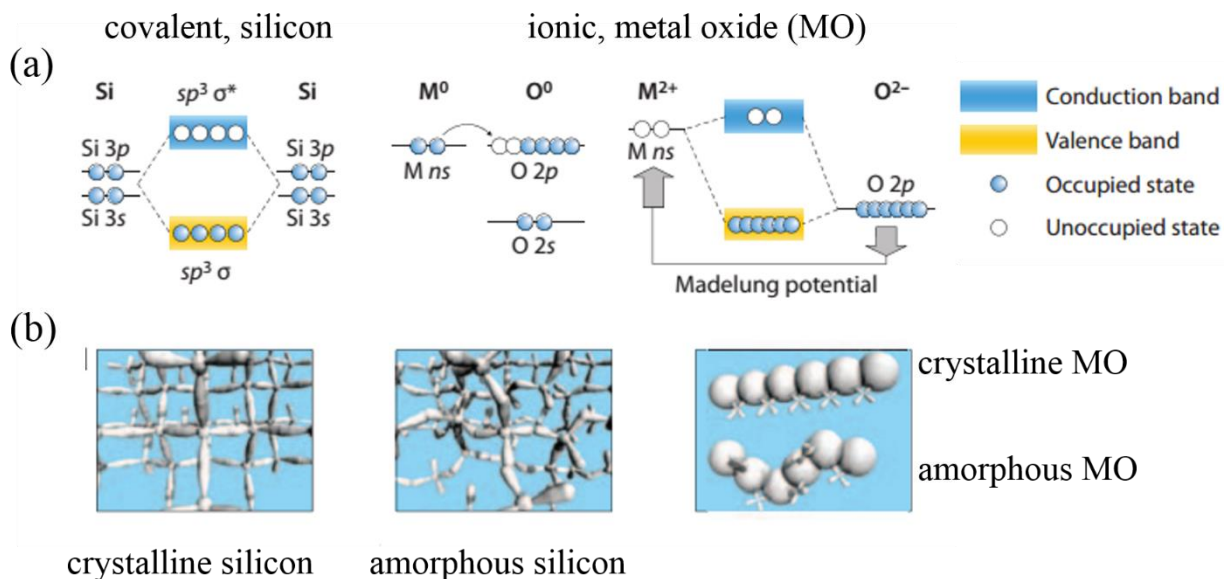 covalent, silicon
ionic, metal oxide (MO)
(a)
Si
sp³ σ*
Si
M⁰
O⁰
M²⁺
O²⁻
Conduction band
Valence band
Occupied state
Unoccupied state
Si 3p
Si 3s
Si 3p
Si 3s
sp³ σ
M ns
O 2p
O 2s
M ns
O 2p
Madelung potential
(b)
crystalline MO
amorphous MO
crystalline silicon
amorphous silicon